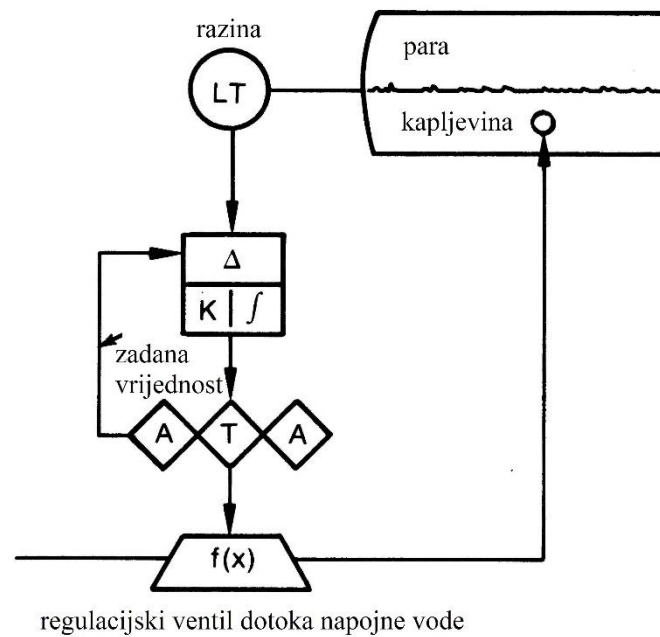 razina
para
LT
kapljevina
Δ
K | ∫
zadana
vrijednost
A T A
f(x)
regulacijski ventil dotoka napojne vode